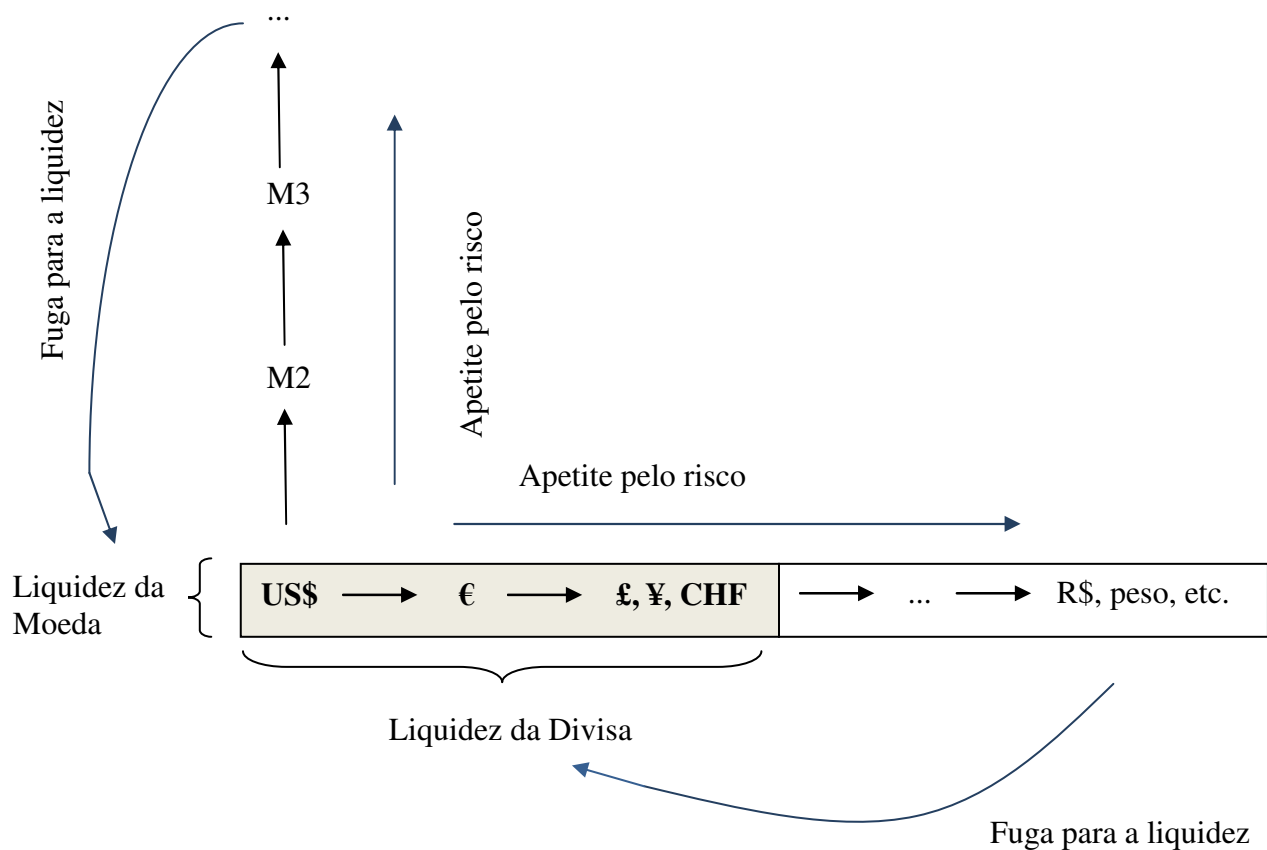 ...
Fuga para a liquidez
M3
Apetite pelo risco
M2
Apetite pelo risco
Liquidez da
Moeda
US$ € £, ¥, CHF ... R$, peso, etc.
Liquidez da Divisa
Fuga para a liquidez